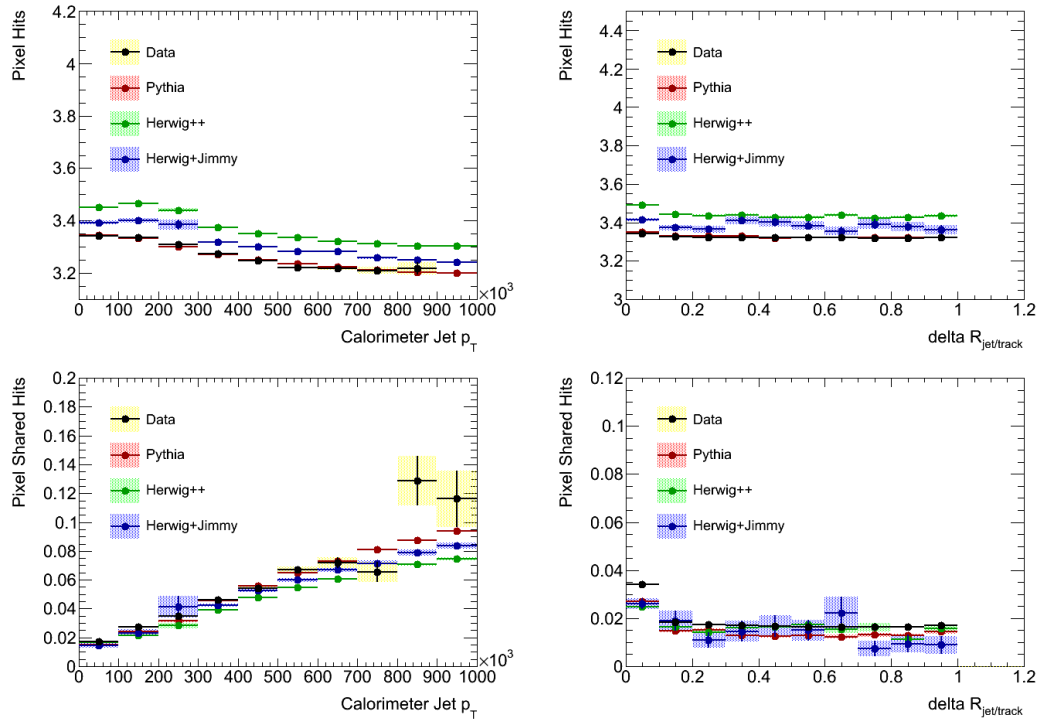 Pixel Hits
4.2
4
3.8
3.6
3.4
3.2
Data
Pythia
Herwig++
Herwig+Jimmy
0 100 200 300 400 500 600 700 800 900 1000
×10³
Calorimeter Jet p_T
Pixel Hits
4.4
4.2
4
3.8
3.6
3.4
3.2
3
Data
Pythia
Herwig++
Herwig+Jimmy
0 0.2 0.4 0.6 0.8 1 1.2
delta R_jet/track
Pixel Shared Hits
0.2
0.18
0.16
0.14
0.12
0.1
0.08
0.06
0.04
0.02
0
Data
Pythia
Herwig++
Herwig+Jimmy
0 100 200 300 400 500 600 700 800 900 1000
×10³
Calorimeter Jet p_T
Pixel Shared Hits
0.12
0.1
0.08
0.06
0.04
0.02
0
Data
Pythia
Herwig++
Herwig+Jimmy
0 0.2 0.4 0.6 0.8 1 1.2
delta R_jet/track